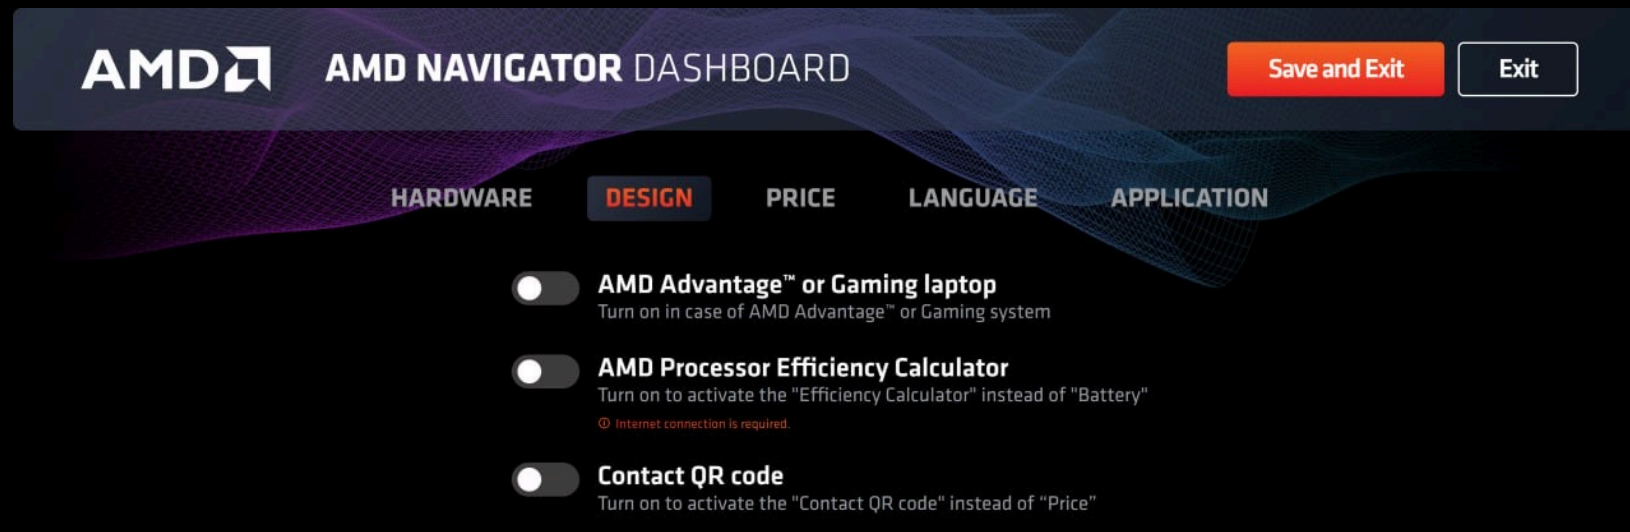 AMD
AMD NAVIGATOR DASHBOARD
Save and Exit
Exit
HARDWARE
DESIGN
PRICE
LANGUAGE
APPLICATION
AMD Advantage™ or Gaming laptop
Turn on in case of AMD Advantage™ or Gaming system
AMD Processor Efficiency Calculator
Turn on to activate the "Efficiency Calculator" instead of "Battery"
Internet connection is required.
Contact QR code
Turn on to activate the "Contact QR code" instead of “Price”